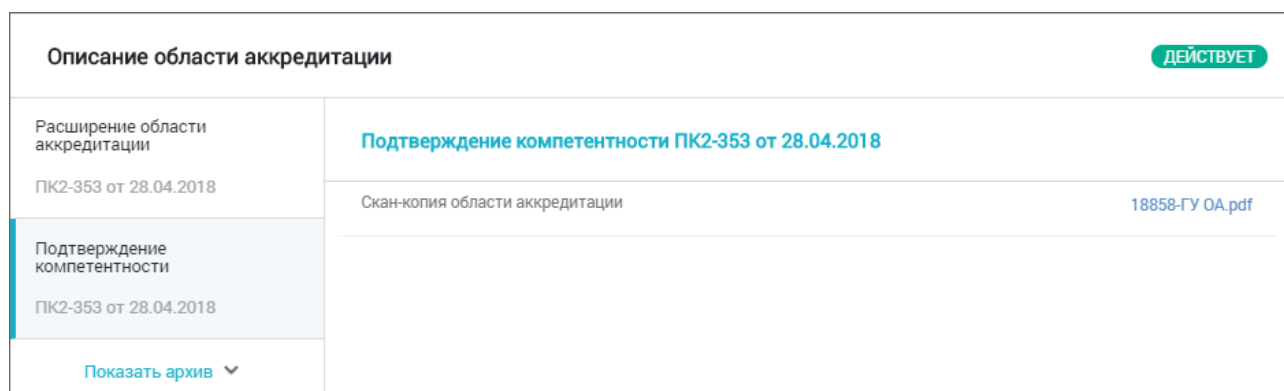 Описание области аккредитации
ДЕЙСТВУЕТ
Расширение области
аккредитации
ПК2-353 от 28.04.2018
Подтверждение
компетентности
ПК2-353 от 28.04.2018
Показать архив
Подтверждение компетентности ПК2-353 от 28.04.2018
Скан-копия области аккредитации
18858-ГУ ОА.pdf